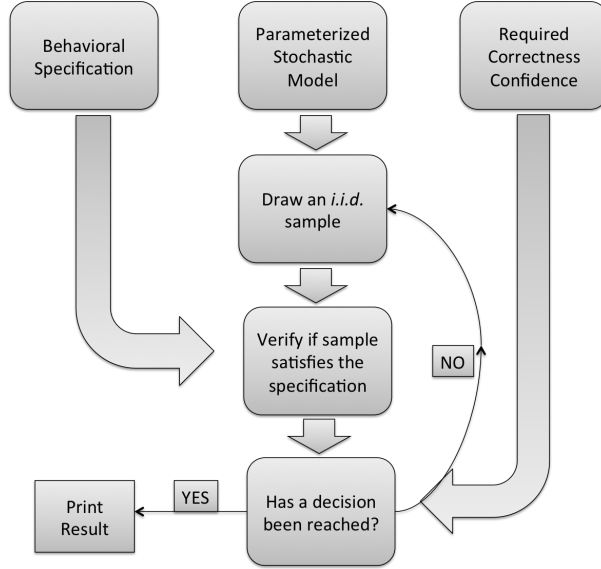 Behavioral
Specification
Parameterized
Stochastic
Model
Required
Correctness
Confidence
Draw an i.i.d.
sample
Verify if sample
satisfies the
specification
NO
Has a decision
been reached?
YES
Print
Result